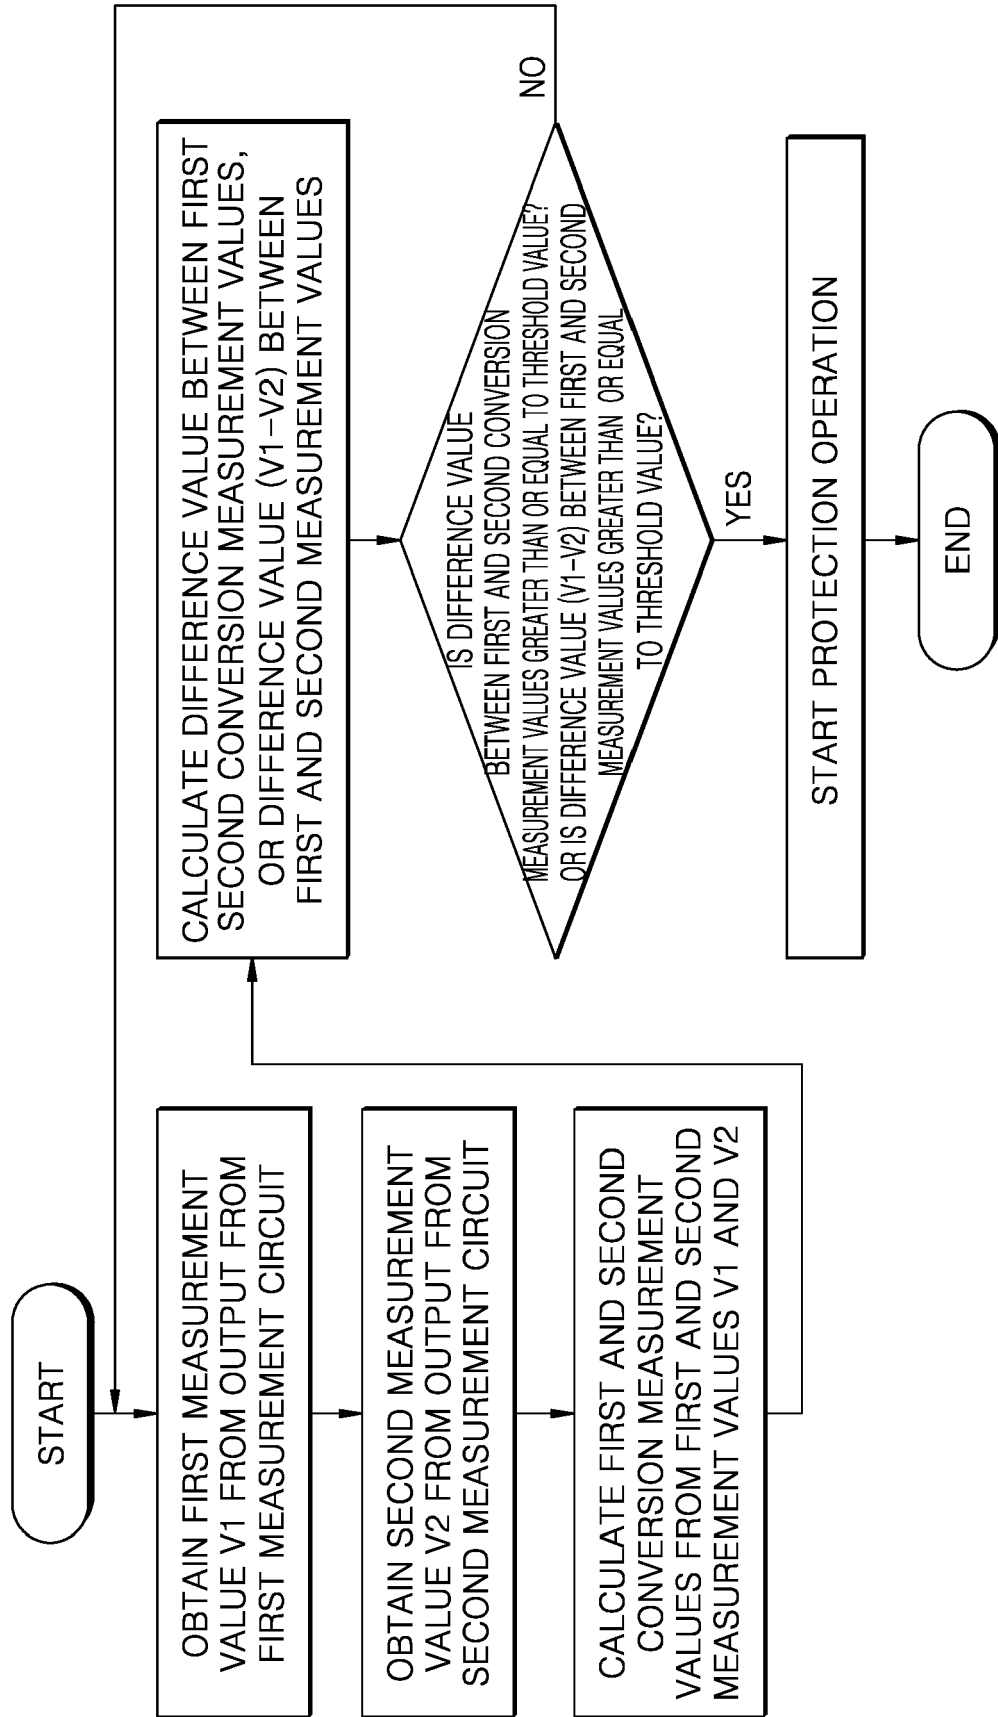 START
OBTAIN FIRST MEASUREMENT
VALUE V1 FROM OUTPUT FROM
FIRST MEASUREMENT CIRCUIT
OBTAIN SECOND MEASUREMENT
VALUE V2 FROM OUTPUT FROM
SECOND MEASUREMENT CIRCUIT
CALCULATE FIRST AND SECOND
CONVERSION MEASUREMENT
VALUES FROM FIRST AND SECOND
MEASUREMENT VALUES V1 AND V2
CALCULATE DIFFERENCE VALUE BETWEEN FIRST
SECOND CONVERSION MEASUREMENT VALUES,
OR DIFFERENCE VALUE (V1-V2) BETWEEN
FIRST AND SECOND MEASUREMENT VALUES
IS DIFFERENCE VALUE
BETWEEN FIRST AND SECOND CONVERSION
MEASUREMENT VALUES GREATER THAN OR EQUAL TO THRESHOLD VALUE?
OR IS DIFFERENCE VALUE (V1-V2) BETWEEN FIRST AND SECOND
MEASUREMENT VALUES GREATER THAN OR EQUAL
TO THRESHOLD VALUE?
NO
YES
START PROTECTION OPERATION
END